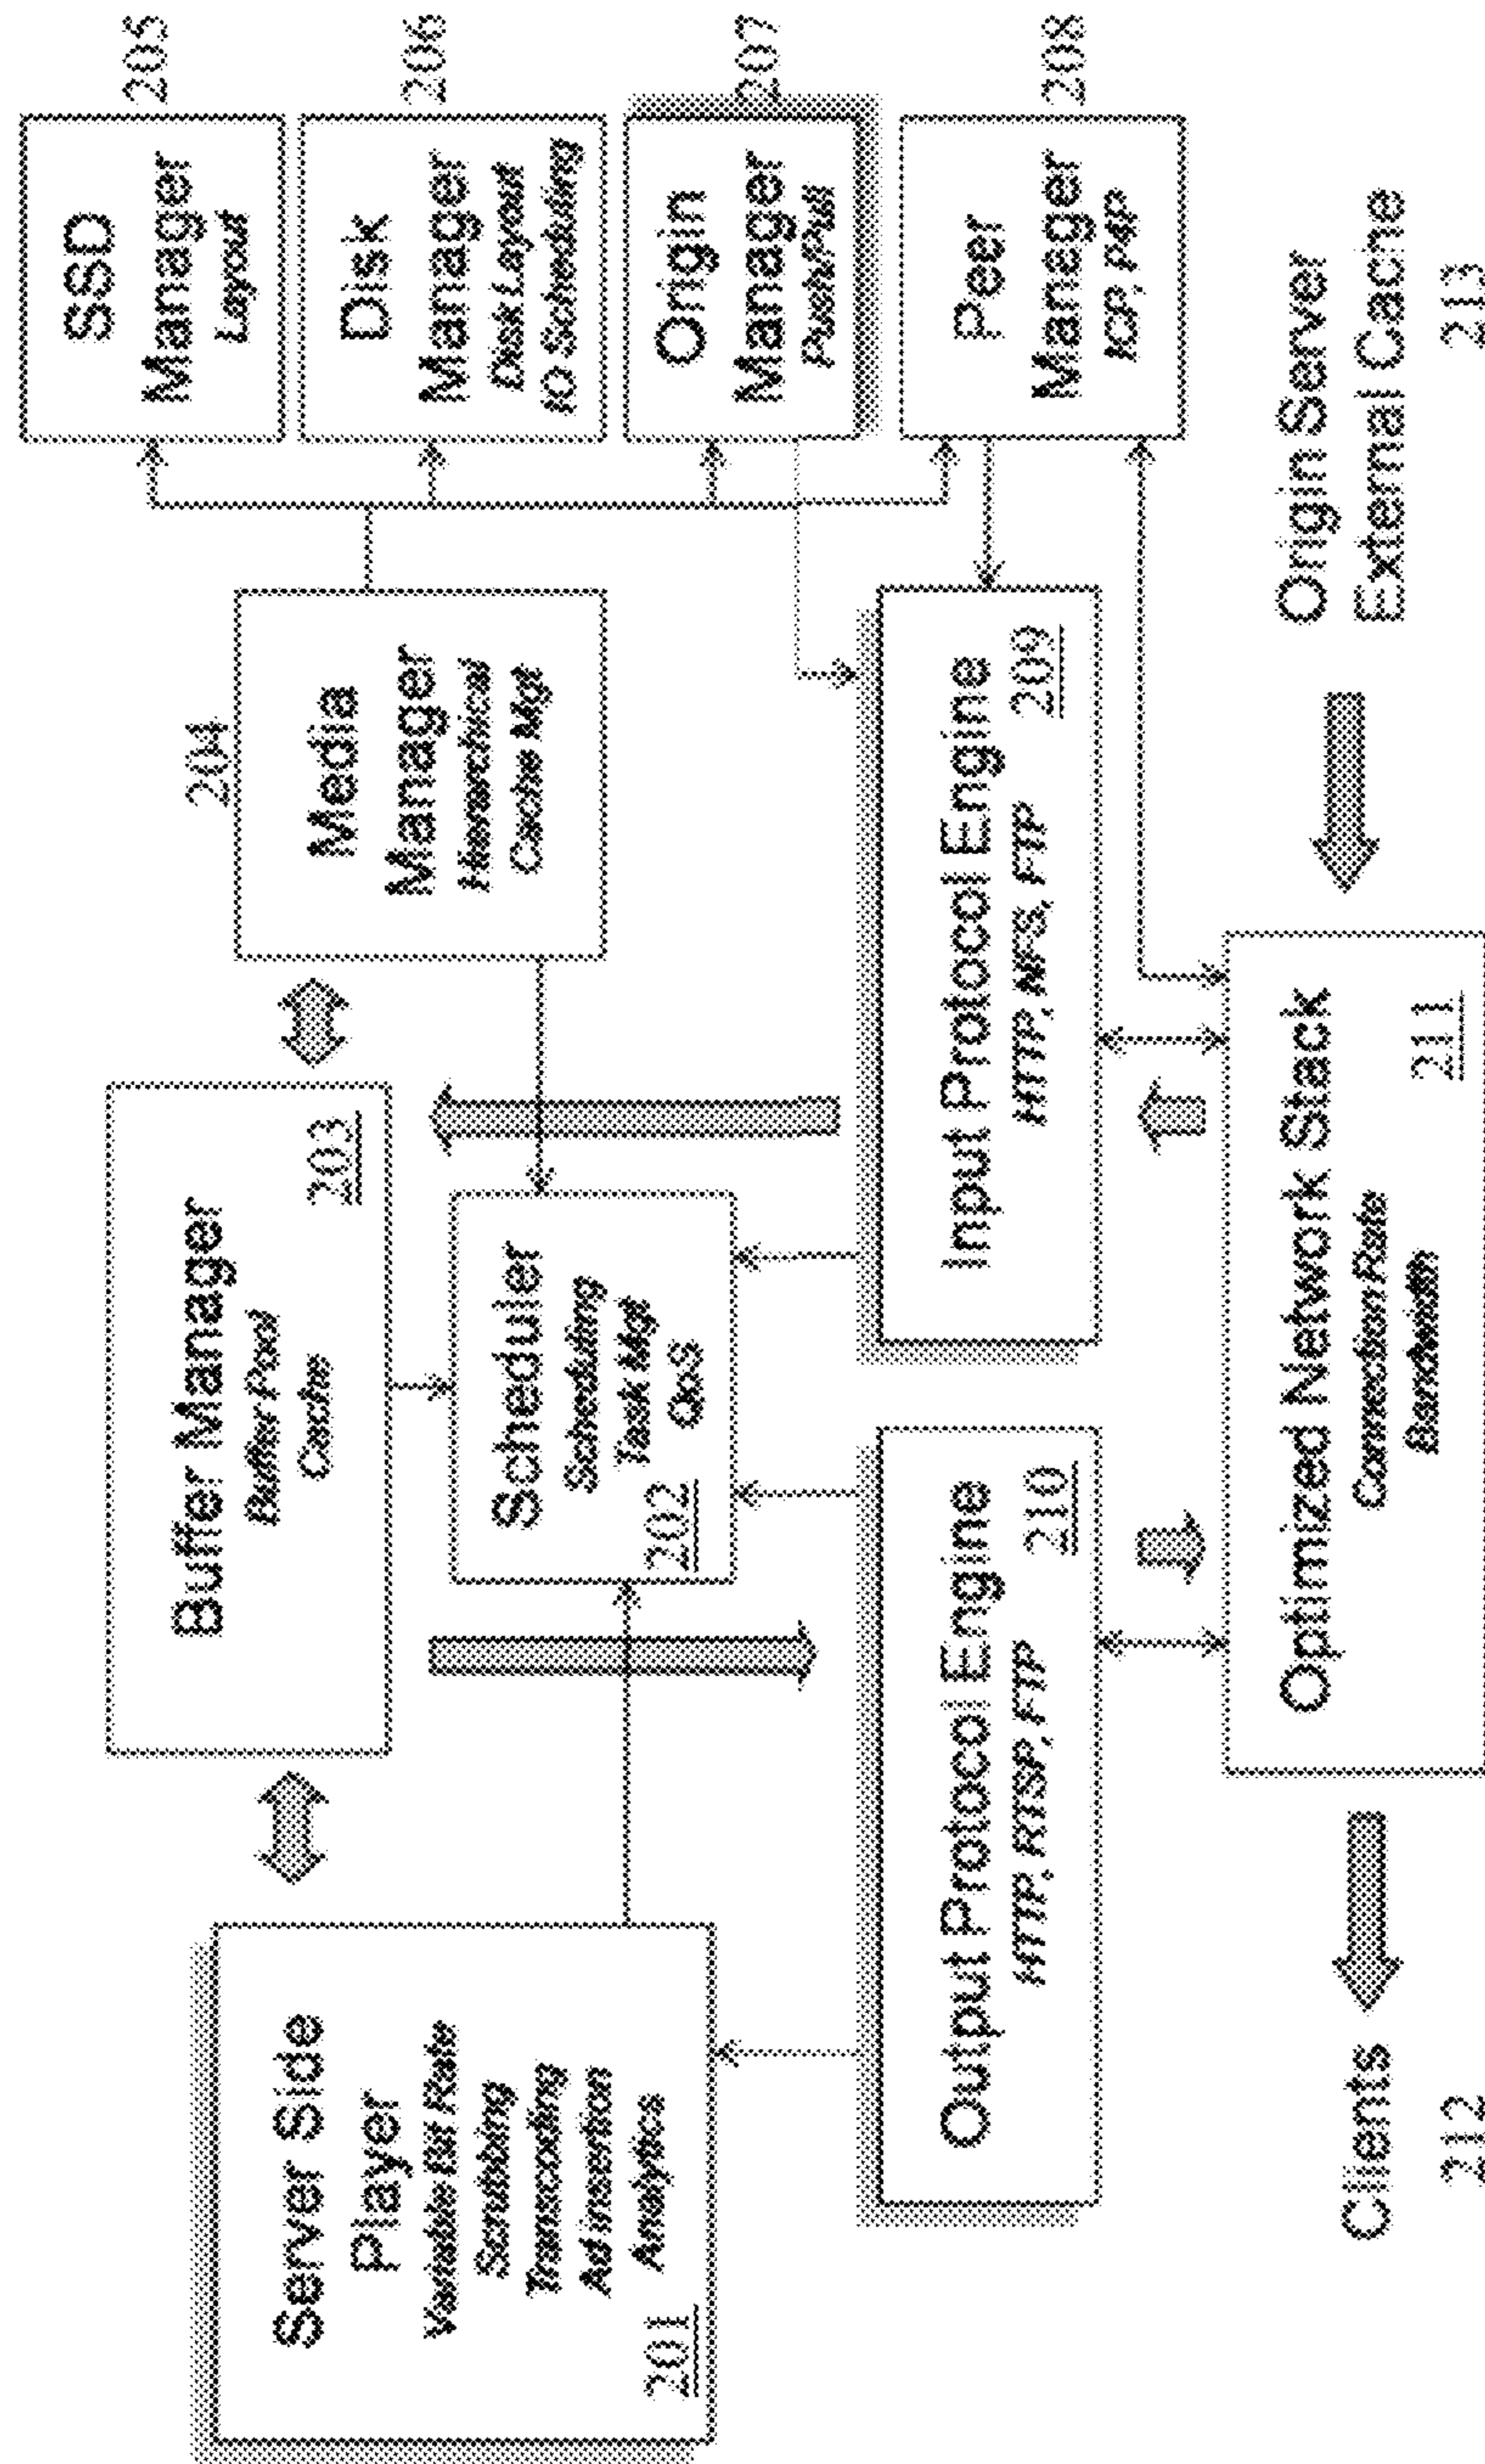 Server Side
Player
Variable Bit Rate
Scrubbing
Transcoding
Ad insertion
Analytics
201
Buffer Manager
Buffer Pool
Cache
203
Scheduler
Scheduling
Task Mgt
QoS
202
204
Media
Manager
Hierarchical
Cache Mgt
SSD
Manager
Layout
205
Disk
Manager
Disk Layout
IO Scheduling
206
Origin
Manager
Push/Pull
207
Peer
Manager
ICP, P4P
208
Output Protocol Engine
HTTP, RTSP, FTP
210
Input Protocol Engine
HTTP, NFS, FTP
209
Clients
212
Optimized Network Stack
Connection Rate
Bandwidth
211
Origin Server
External Cache
213